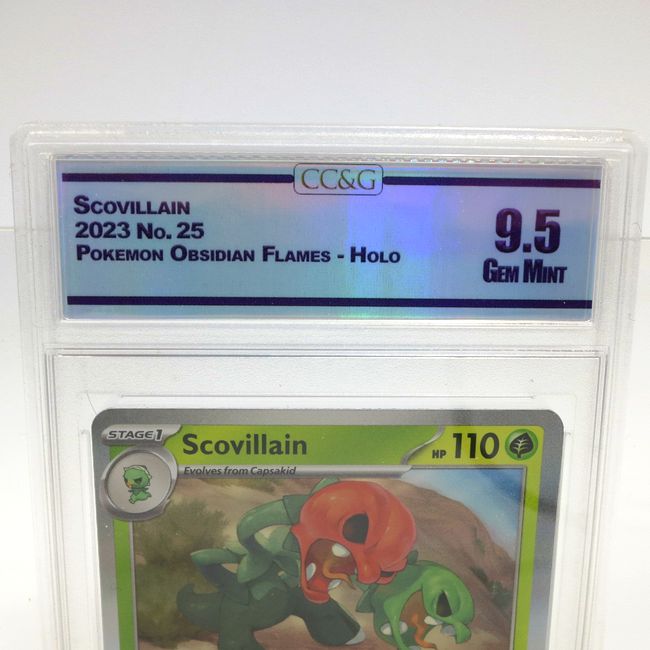 CC&G
SCOVILLAIN
2023 NO. 25
POKEMON OBSIDIAN FLAMES - HOLO
9.5
GEM MINT
STAGE 1
Scovillain
HP 110
Evolves from Capsakid